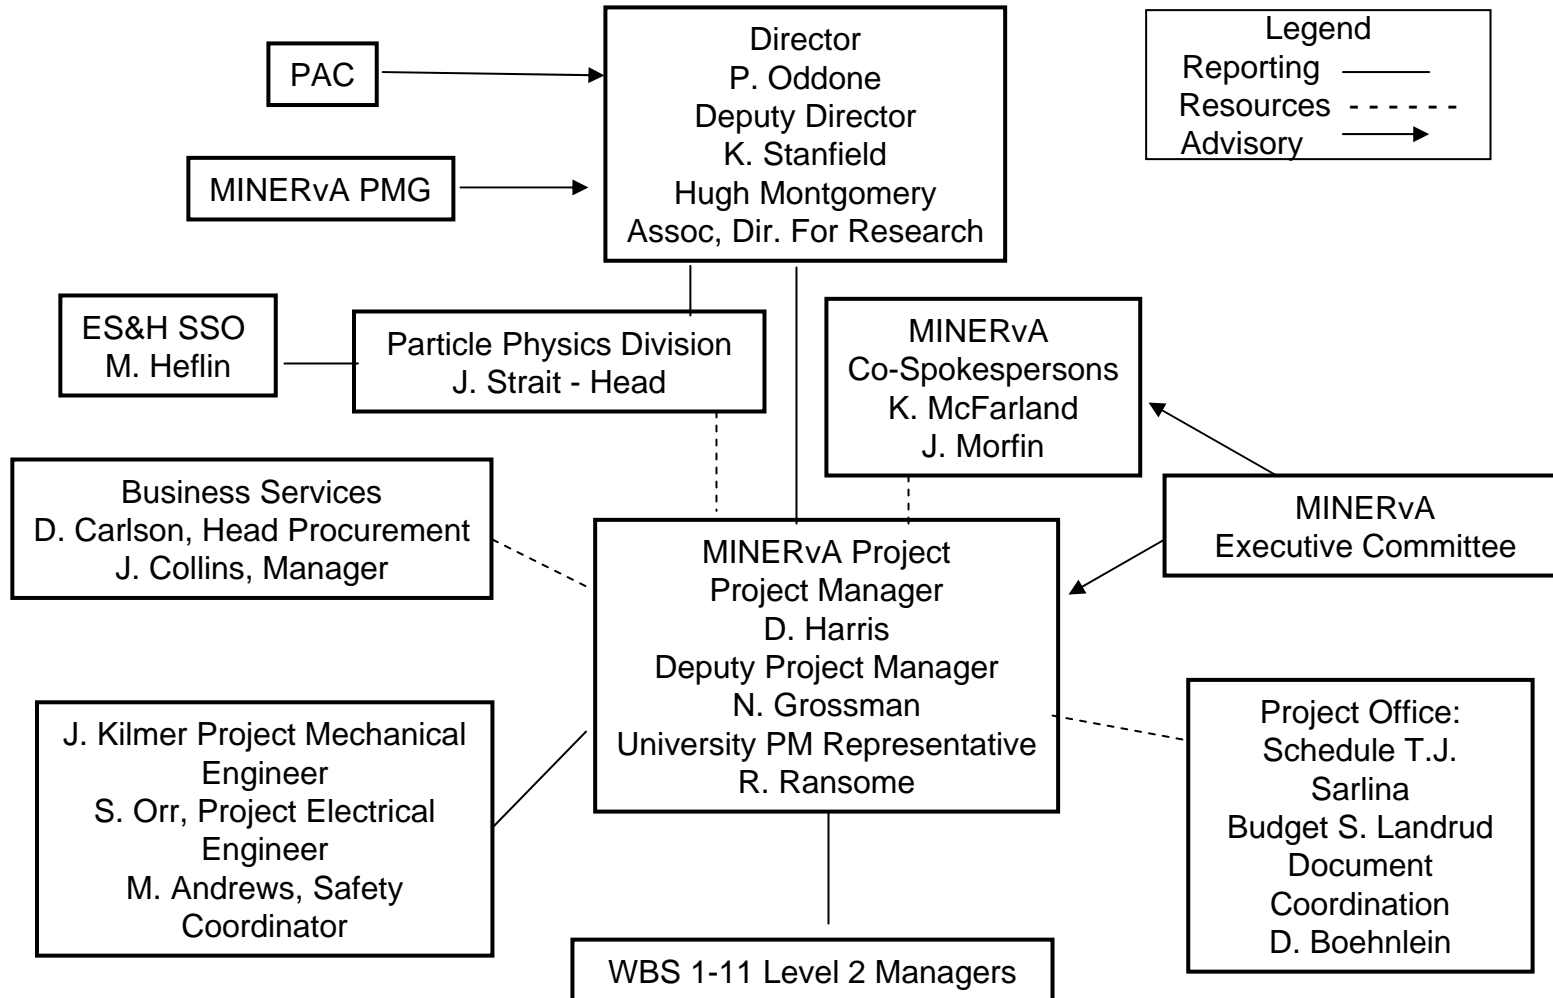 PAC
Director
P. Oddone
Deputy Director
K. Stanfield
Hugh Montgomery
Assoc, Dir. For Research
Legend
Reporting
Resources
Advisory
MINERvA PMG
ES&H SSO
M. Heflin
Particle Physics Division
J. Strait - Head
MINERvA
Co-Spokespersons
K. McFarland
J. Morfin
Business Services
D. Carlson, Head Procurement
J. Collins, Manager
MINERvA
Executive Committee
MINERvA Project
Project Manager
D. Harris
Deputy Project Manager
N. Grossman
University PM Representative
R. Ransome
J. Kilmer Project Mechanical
Engineer
S. Orr, Project Electrical
Engineer
M. Andrews, Safety
Coordinator
Project Office:
Schedule T.J.
Sarlina
Budget S. Landrud
Document
Coordination
D. Boehnlein
WBS 1-11 Level 2 Managers